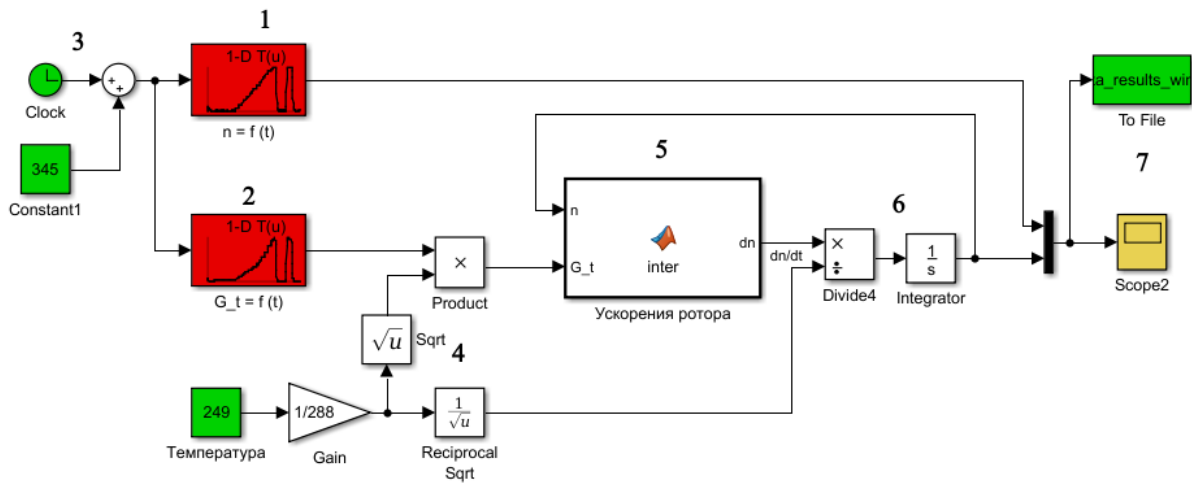 1
3
1-D T(u)
n = f (t)
Clock
+
+
345
Constant1
2
1-D T(u)
G_t = f (t)
×
Product
√u
Sqrt
4
249
Температура
1/288
Gain
1
√u
Reciprocal
Sqrt
5
n
G_t
inter
dn
Ускорения ротора
dn/dt
6
×
÷
Divide4
1
s
Integrator
a_results_wir
To File
7
Scope2